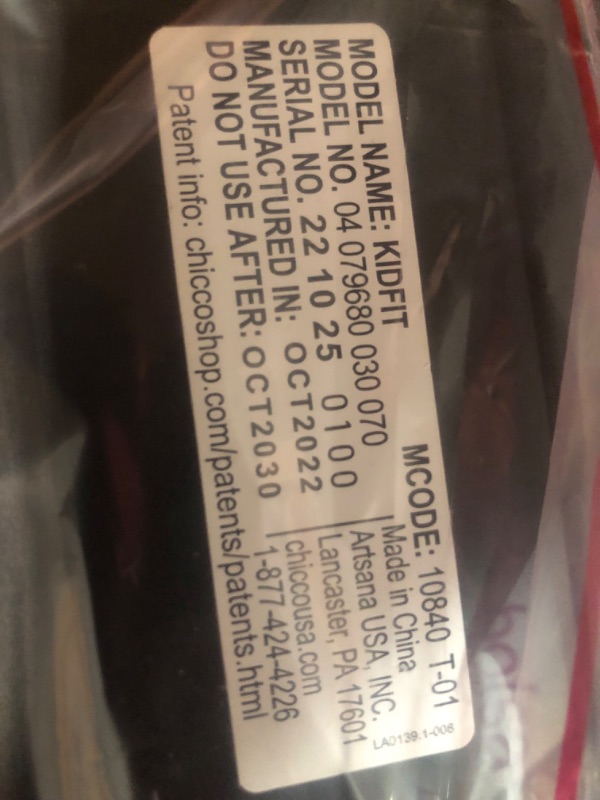 MODEL NAME: KIDFIT
MCODE: 10840 T-01
MODEL NO. 04 079680 030 070
Made in China
SERIAL NO. 22 10 25 0100
Artsana USA, INC.
MANUFACTURED IN: OCT2022
Lancaster, PA 17601
DO NOT USE AFTER: OCT2030
chiccousa.com
1-877-424-4226
Patent info: chiccoshop.com/patents/patents.html
LA0139.1-006